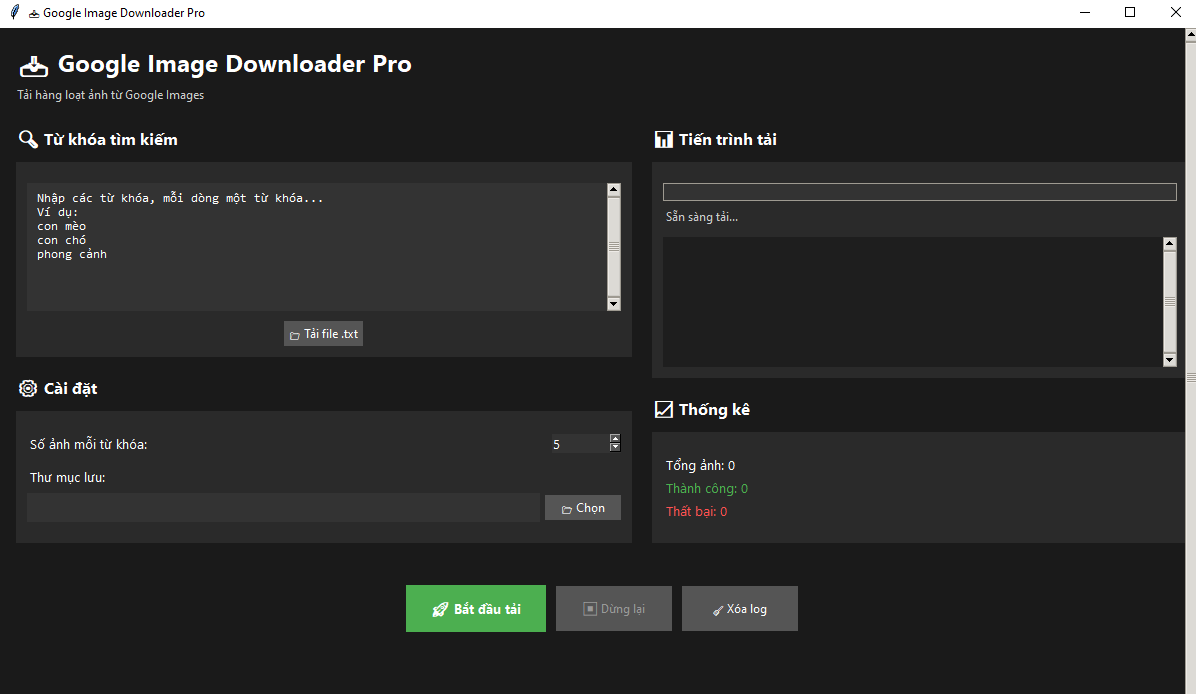 Google Image Downloader Pro
Google Image Downloader Pro
Tải hàng loạt ảnh từ Google Images
Từ khóa tìm kiếm
Nhập các từ khóa, mỗi dòng một từ khóa...
Ví dụ:
con mèo
con chó
phong cảnh
Tải file .txt
Cài đặt
Số ảnh mỗi từ khóa:
5
Thư mục lưu:
Chọn
Tiến trình tải
Sẵn sàng tải...
Thống kê
Tổng ảnh: 0
Thành công: 0
Thất bại: 0
Bắt đầu tải
Dừng lại
Xóa log